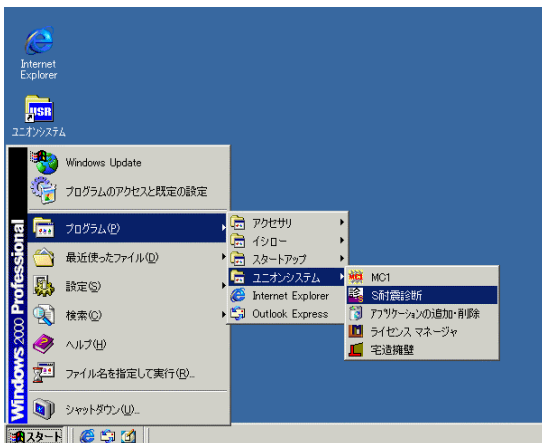 Internet
Explorer
USR
ユニオンシステム
Windows Update
プログラムのアクセスと既定の設定
プログラム(P)
最近使ったファイル(D)
設定(S)
検索(C)
ヘルプ(H)
ファイル名を指定して実行(R)...
シャットダウン(U)...
Windows 2000 Professional
アクセサリ
イシロー
スタートアップ
ユニオンシステム
Internet Explorer
Outlook Express
MC1
S耐震診断
アプリケーションの追加・削除
ライセンス マネージャ
宅造擁壁
スタート